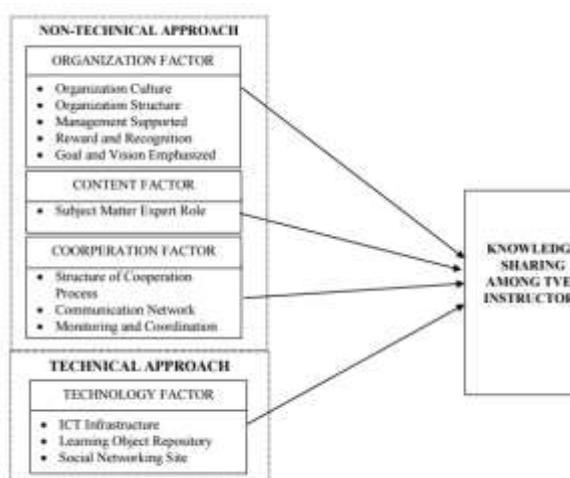 NON-TECHNICAL APPROACH
ORGANIZATION FACTOR
• Organization Culture
• Organization Structure
• Management Supported
• Reward and Recognition
• Goal and Vision Emphasized
CONTENT FACTOR
• Subject Matter Expert Role
COORPERATION FACTOR
• Structure of Cooperation
Process
• Communication Network
• Monitoring and Coordination
TECHNICAL APPROACH
TECHNOLOGY FACTOR
• ICT Infrastructure
• Learning Object Repository
• Social Networking Site
KNOWLEDG
SHARING
AMONG TVE
INSTRUCTOR